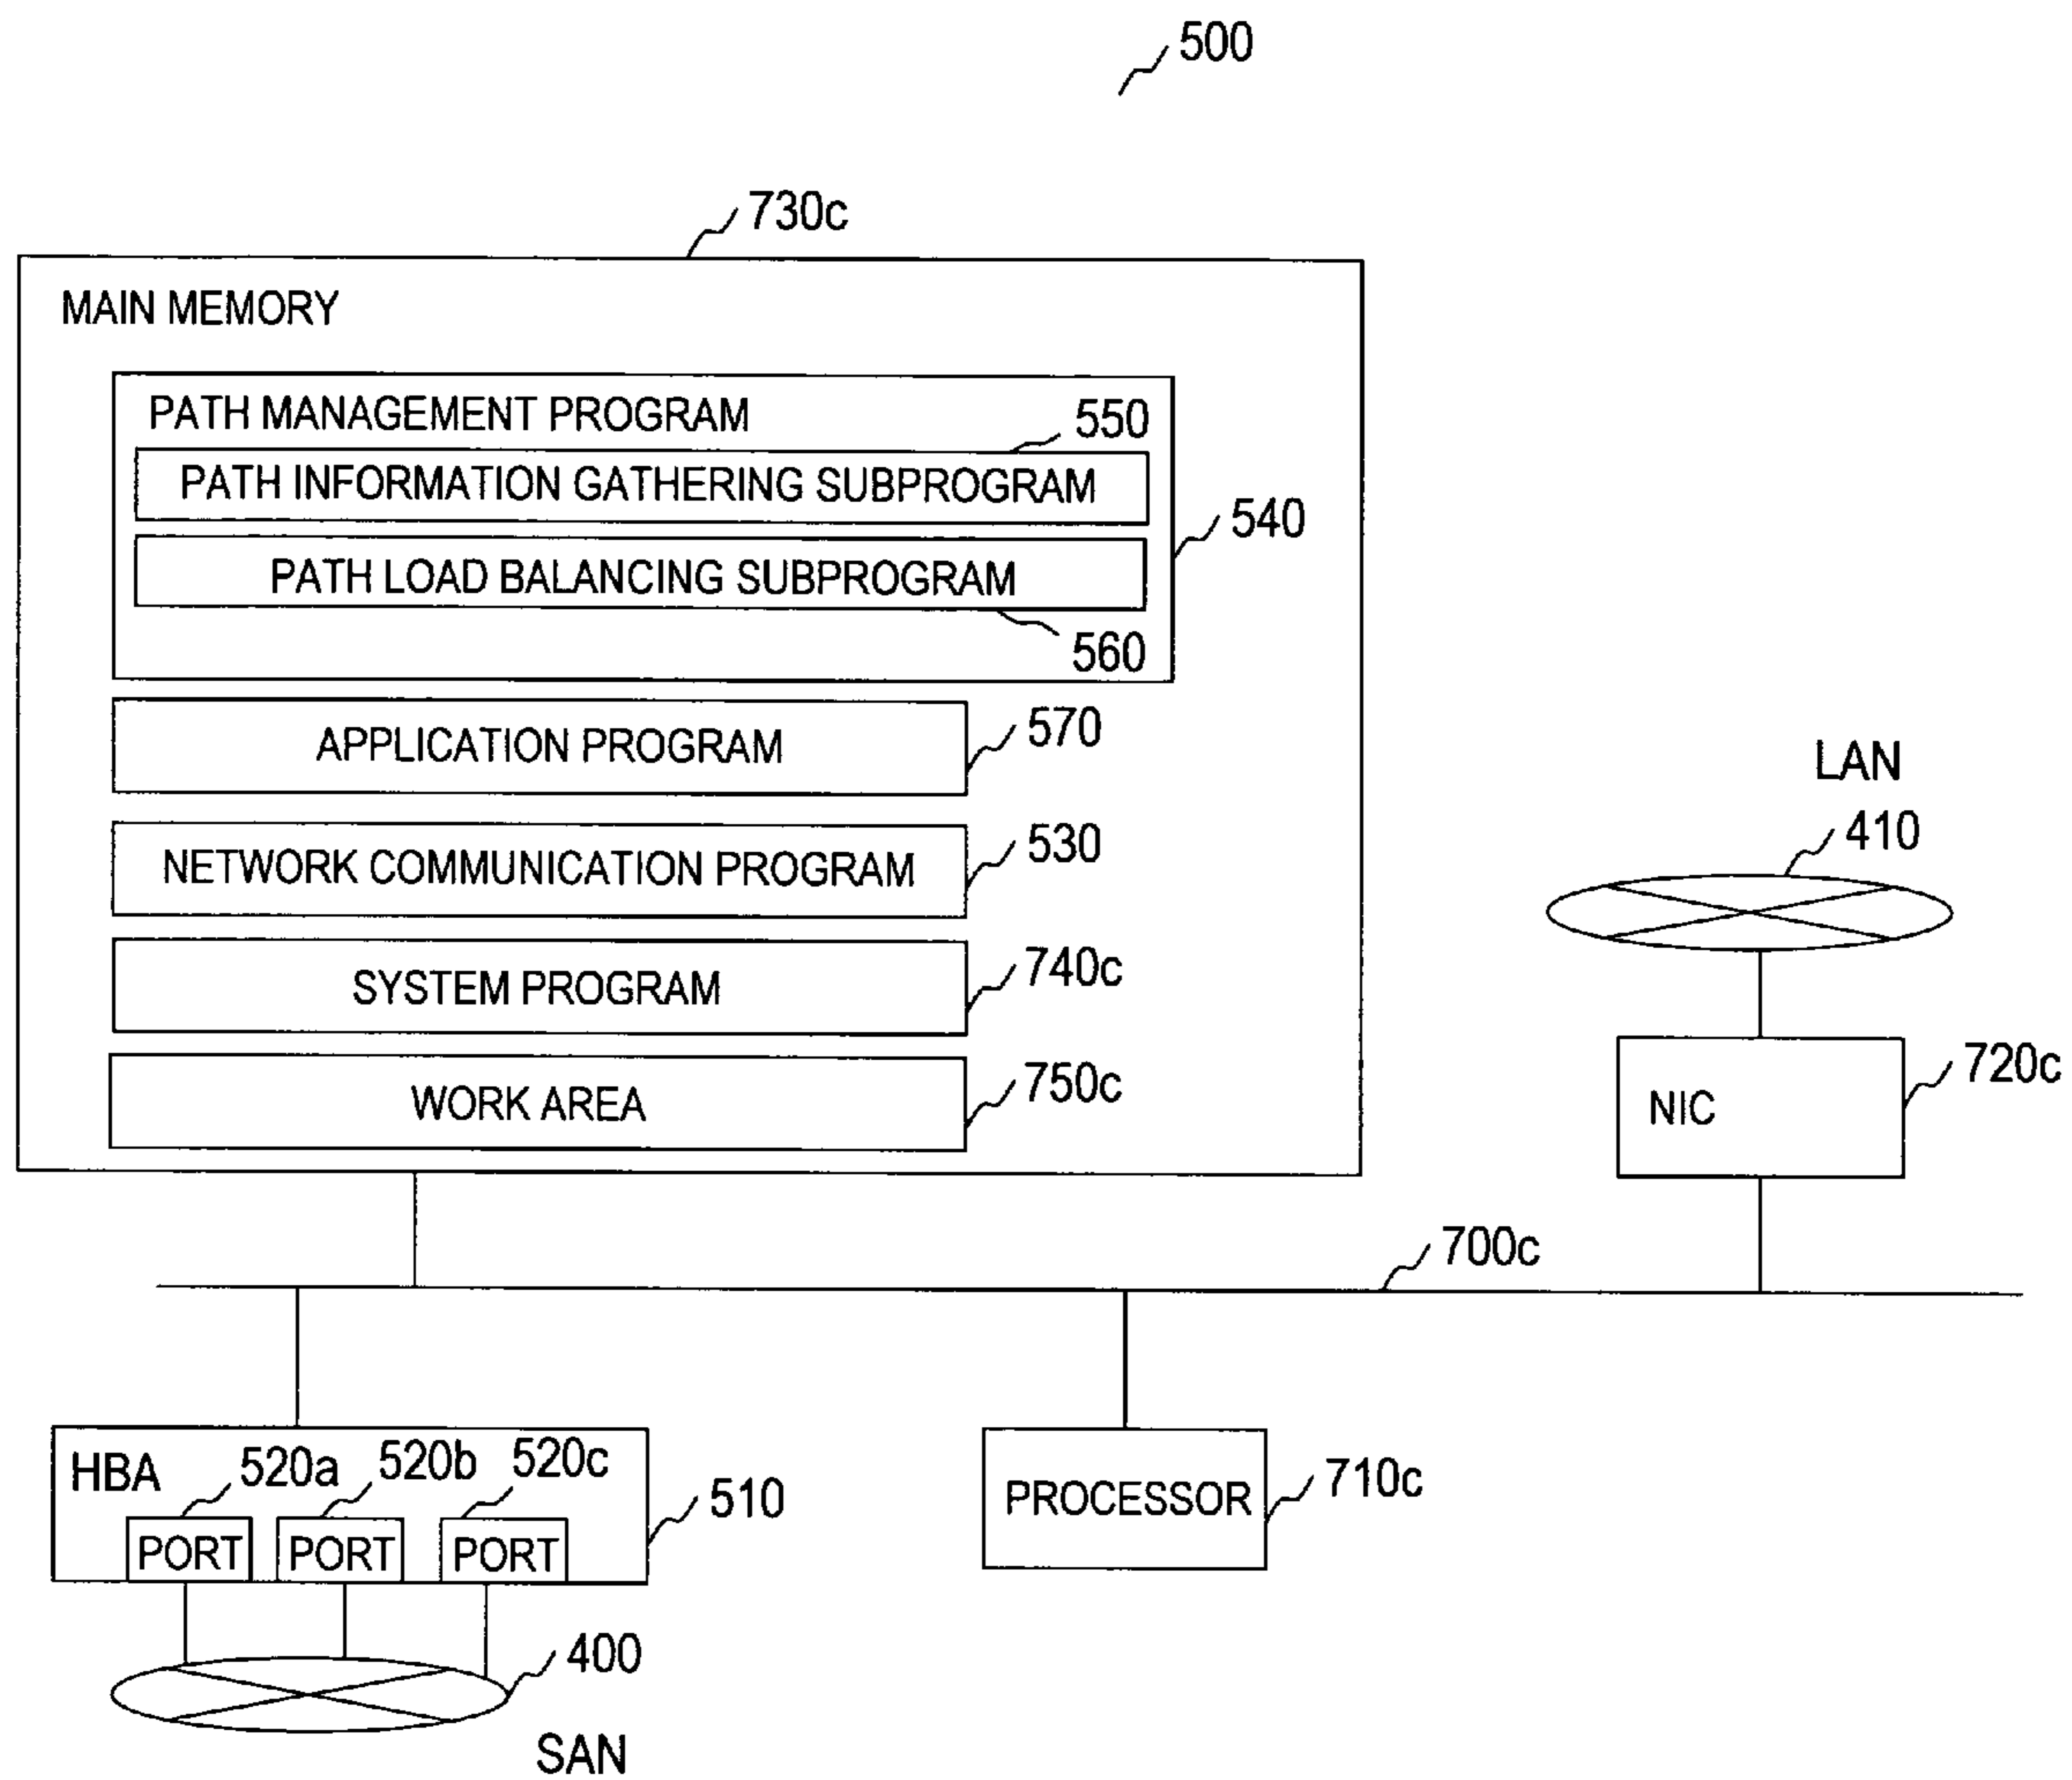 500
730c
MAIN MEMORY
PATH MANAGEMENT PROGRAM
550
PATH INFORMATION GATHERING SUBPROGRAM
540
PATH LOAD BALANCING SUBPROGRAM
560
APPLICATION PROGRAM
570
NETWORK COMMUNICATION PROGRAM
530
SYSTEM PROGRAM
740c
WORK AREA
750c
LAN
410
NIC
720c
700c
HBA
520a
520b
520c
510
PORT
PORT
PORT
PROCESSOR
710c
400
SAN